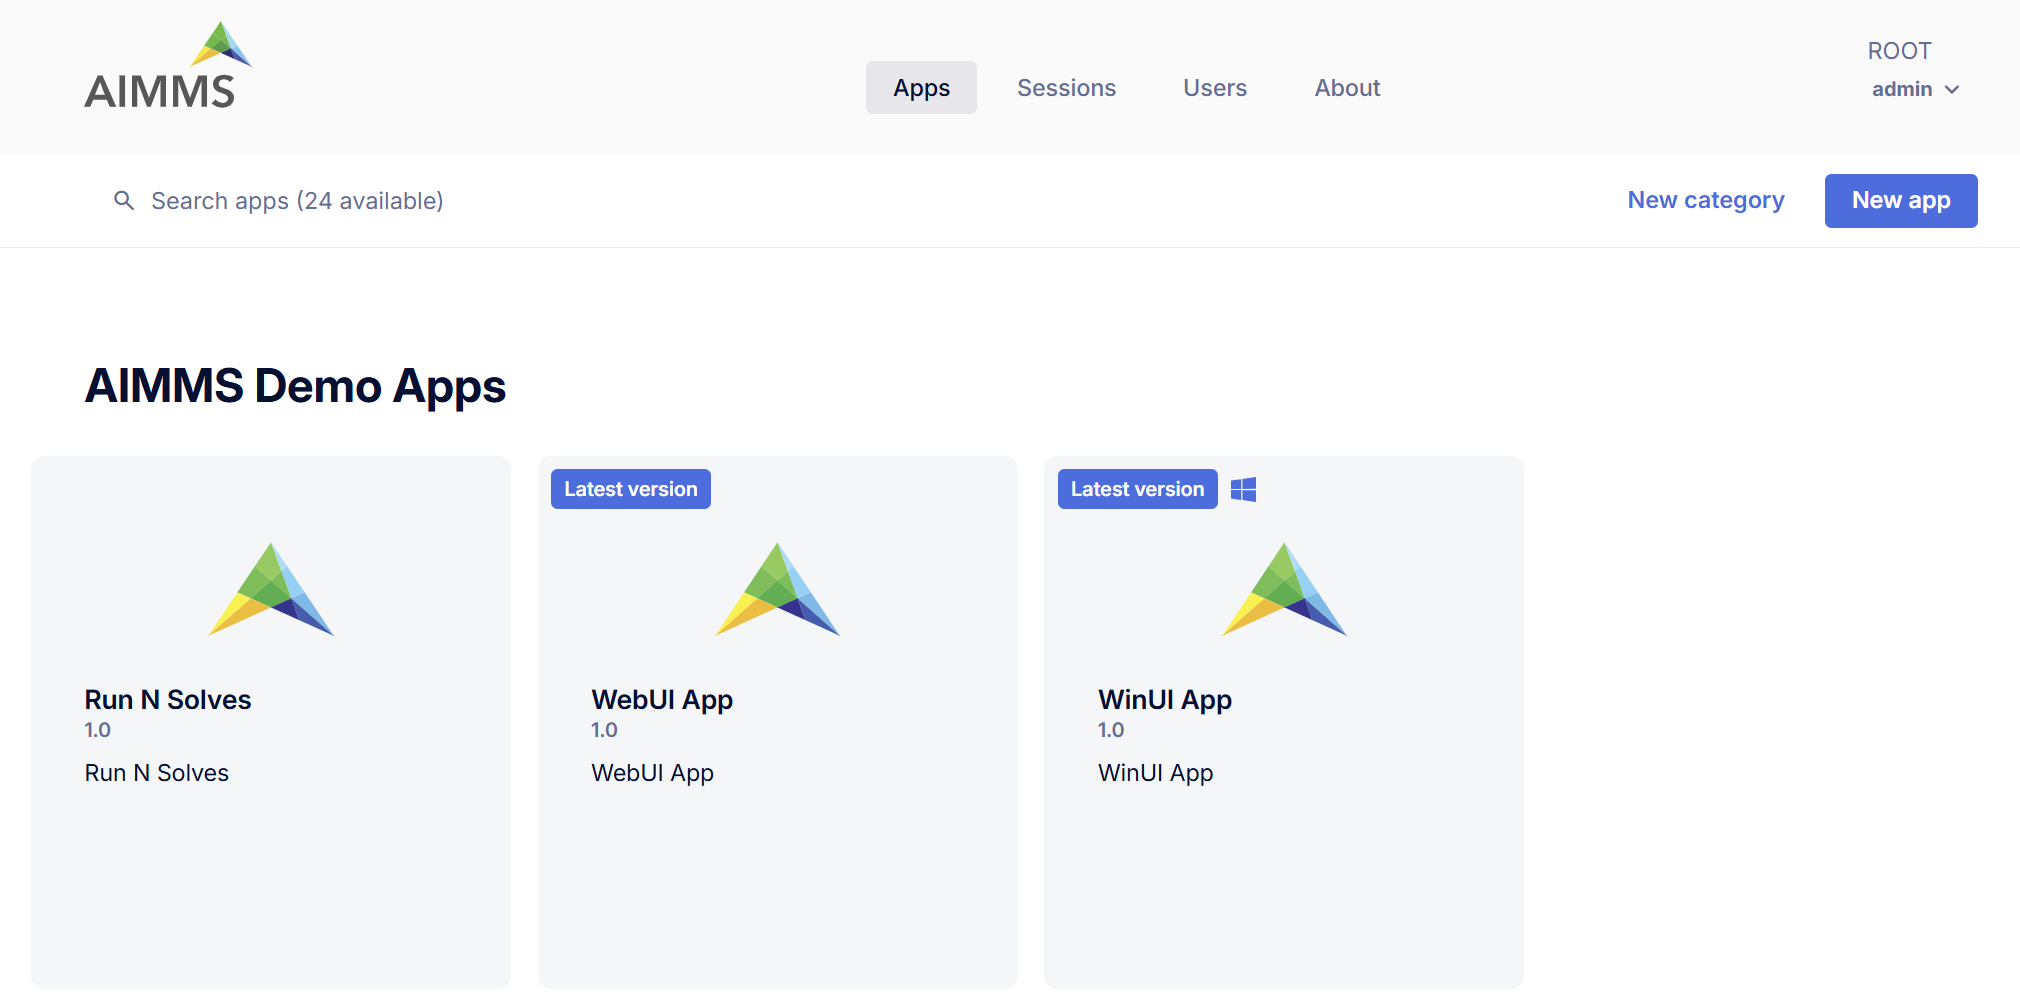 AIMMS
Apps
Sessions
Users
About
ROOT
admin
Search apps (24 available)
New category
New app
AIMMS Demo Apps
Run N Solves
1.0
Run N Solves
Latest version
WebUI App
1.0
WebUI App
Latest version
WinUI App
1.0
WinUI App